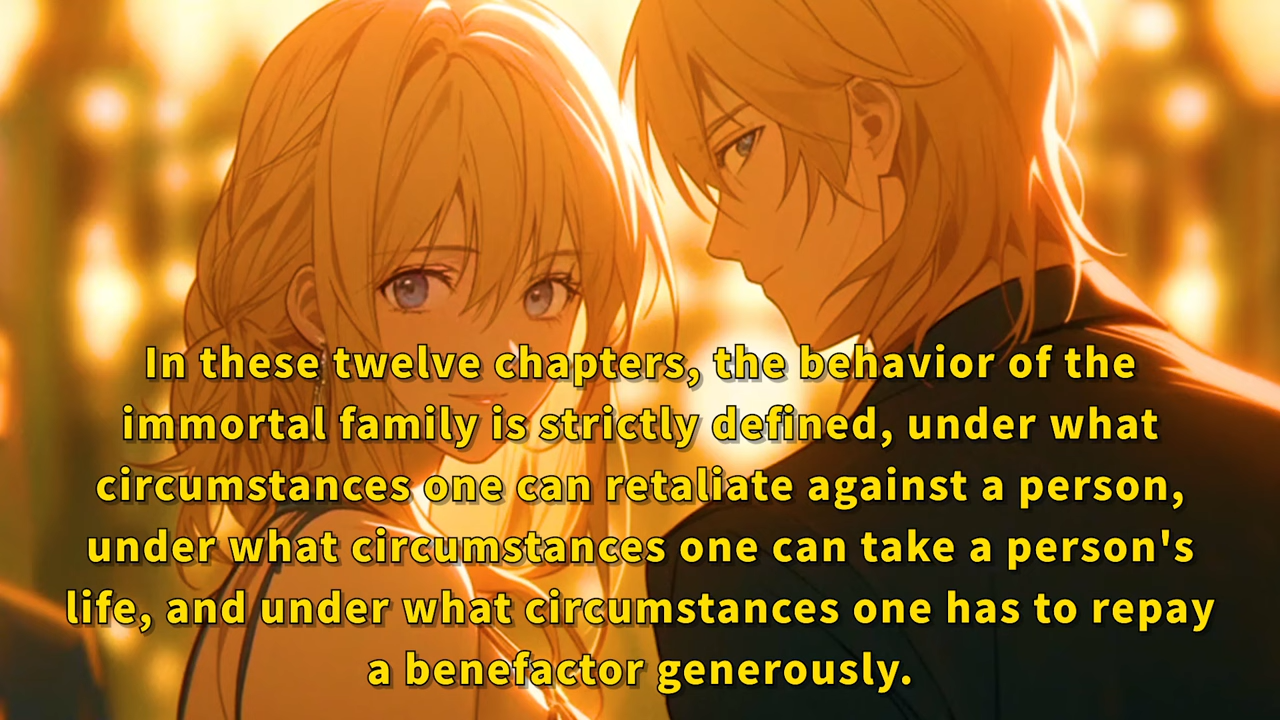 In these twelve chapters, the behavior of the
immortal family is strictly defined, under what
circumstances one can retaliate against a person,
under what circumstances one can take a person's
life, and under what circumstances one has to repay
a benefactor generously.